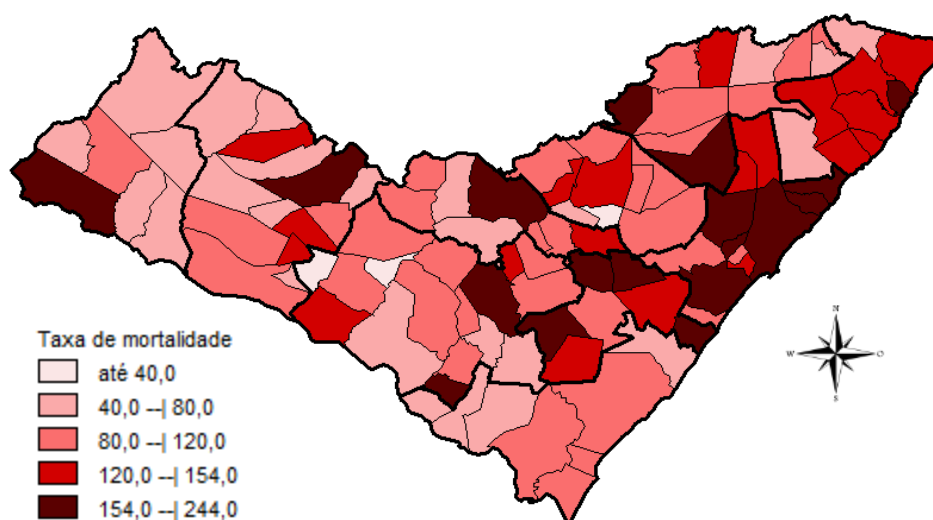 Taxa de mortalidade
até 40,0
40,0 --| 80,0
80,0 --| 120,0
120,0 --| 154,0
154,0 --| 244,0
N
W
O
S